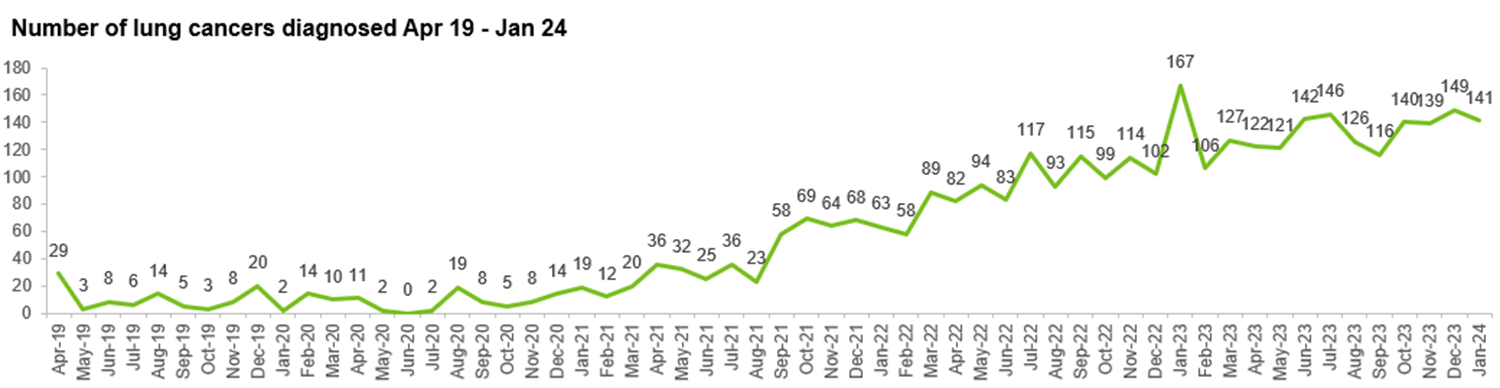 Number of lung cancers diagnosed Apr 19 - Jan 24
180
160
140
120
100
80
60
40
20
0
29
3
8
6
14
5
3
8
20
2
14
10
11
2
0
2
19
8
5
8
14
19
12
20
36
32
25
36
23
58
69
64
68
63
58
89
82
94
83
117
93
115
99
114
102
167
106
127
122
121
142
146
126
116
140
139
149
141
Apr-19
May-19
Jun-19
Jul-19
Aug-19
Sep-19
Oct-19
Nov-19
Dec-19
Jan-20
Feb-20
Mar-20
Apr-20
May-20
Jun-20
Jul-20
Aug-20
Sep-20
Oct-20
Nov-20
Dec-20
Jan-21
Feb-21
Mar-21
Apr-21
May-21
Jun-21
Jul-21
Aug-21
Sep-21
Oct-21
Nov-21
Dec-21
Jan-22
Feb-22
Mar-22
Apr-22
May-22
Jun-22
Jul-22
Aug-22
Sep-22
Oct-22
Nov-22
Dec-22
Jan-23
Feb-23
Mar-23
Apr-23
May-23
Jun-23
Jul-23
Aug-23
Sep-23
Oct-23
Nov-23
Dec-23
Jan-24